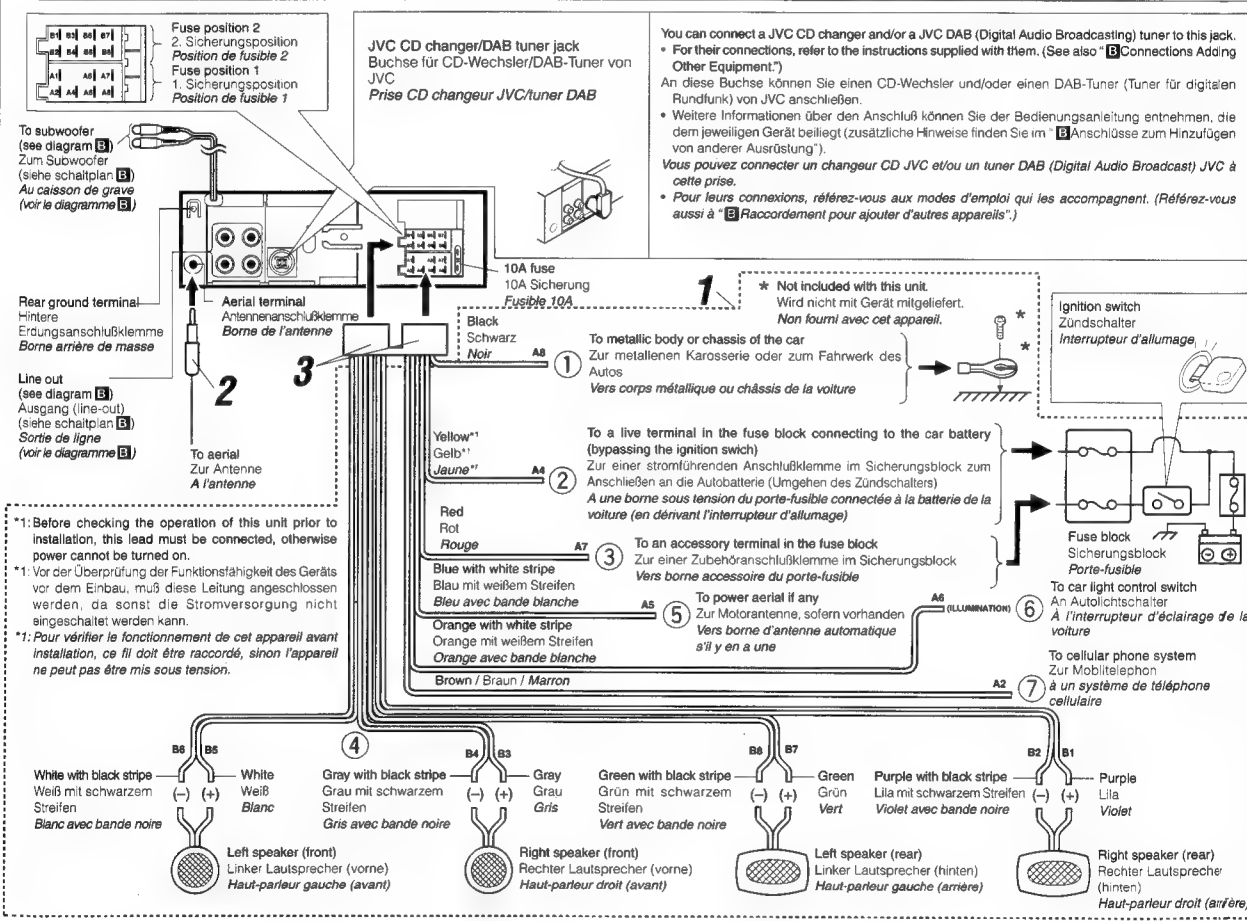 B1 B3 B5 B7
B2 B4 B6 B8
A1 A5 A7
A2 A4 A6 A8
Fuse position 2
2. Sicherungsposition
Position de fusible 2
Fuse position 1
1. Sicherungsposition
Position de fusible 1
JVC CD changer/DAB tuner jack
Buchse für CD-Wechsler/DAB-Tuner von
JVC
Prise CD changeur JVC/tuner DAB
You can connect a JVC CD changer and/or a JVC DAB (Digital Audio Broadcasting) tuner to this jack.
• For their connections, refer to the instructions supplied with them. (See also "B Connections Adding
Other Equipment.")
An diese Buchse können Sie einen CD-Wechsler und/oder einen DAB-Tuner (Tuner für digitalen
Rundfunk) von JVC anschließen.
• Weitere Informationen über den Anschluß können Sie der Bedienungsanleitung entnehmen, die
dem jeweiligen Gerät beiliegt (zusätzliche Hinweise finden Sie im "B Anschlüsse zum Hinzufügen
von anderer Ausrüstung").
Vous pouvez connecter un changeur CD JVC et/ou un tuner DAB (Digital Audio Broadcast) JVC à
cette prise.
• Pour leurs connexions, référez-vous aux modes d'emploi qui les accompagnent. (Référez-vous
aussi à "B Raccordement pour ajouter d'autres appareils".)
To subwoofer
(see diagram B)
Zum Subwoofer
(siehe schaltplan B)
Au caisson de grave
(voir le diagramme B)
Rear ground terminal
Hintere
Erdungsanschlußklemme
Borne arrière de masse
Aerial terminal
Antennenanschlußklemme
Borne de l'antenne
10A fuse
10A Sicherung
Fusible 10A
Line out
(see diagram B)
Ausgang (line-out)
(siehe schaltplan B)
Sortie de ligne
(voir le diagramme B)
2
To aerial
Zur Antenne
A l'antenne
3
1
* Not included with this unit.
Wird nicht mit Gerät mitgeliefert.
Non fourni avec cet appareil.
Black
Schwarz
Noir
A8
1
To metallic body or chassis of the car
Zur metallenen Karosserie oder zum Fahrwerk des
Autos
Vers corps métallique ou châssis de la voiture
*
*
Ignition switch
Zündschalter
Interrupteur d'allumage
Yellow*1
Gelb*1
Jaune*1
A4
2
To a live terminal in the fuse block connecting to the car battery
(bypassing the ignition swich)
Zur einer stromführenden Anschlußklemme im Sicherungsblock zum
Anschließen an die Autobatterie (Umgehen des Zündschalters)
A une borne sous tension du porte-fusible connectée à la batterie de la
voiture (en dérivant l'interrupteur d'allumage)
Red
Rot
Rouge
A7
3
To an accessory terminal in the fuse block
Zur einer Zubehöranschlußklemme im Sicherungsblock
Vers borne accessoire du porte-fusible
Fuse block
Sicherungsblock
Porte-fusible
Blue with white stripe
Blau mit weißem Streifen
Bleu avec bande blanche
A5
5
To power aerial if any
Zur Motorantenne, sofern vorhanden
Vers borne d'antenne automatique
s'il y en a une
Orange with white stripe
Orange mit weißem Streifen
Orange avec bande blanche
A6
(ILLUMINATION)
6
To car light control switch
An Autolichtschalter
À l'interrupteur d'éclairage de la
voiture
Brown / Braun / Marron
A2
7
To cellular phone system
Zur Mobiltelephon
à un système de téléphone
cellulaire
*1: Before checking the operation of this unit prior to
installation, this lead must be connected, otherwise
power cannot be turned on.
*1: Vor der Überprüfung der Funktionsfähigkeit des Geräts
vor dem Einbau, muß diese Leitung angeschlossen
werden, da sonst die Stromversorgung nicht
eingeschaltet werden kann.
*1: Pour vérifier le fonctionnement de cet appareil avant
installation, ce fil doit être raccordé, sinon l'appareil
ne peut pas être mis sous tension.
4
B6 B5
White with black stripe
Weiß mit schwarzem
Streifen
Blanc avec bande noire
(–) (+)
White
Weiß
Blanc
Left speaker (front)
Linker Lautsprecher (vorne)
Haut-parleur gauche (avant)
B4 B3
Gray with black stripe
Grau mit schwarzem
Streifen
Gris avec bande noire
(–) (+)
Gray
Grau
Gris
Right speaker (front)
Rechter Lautsprecher (vorne)
Haut-parleur droit (avant)
B8 B7
Green with black stripe
Grün mit schwarzem
Streifen
Vert avec bande noire
(–) (+)
Green
Grün
Vert
Left speaker (rear)
Linker Lautsprecher (hinten)
Haut-parleur gauche (arrière)
B2 B1
Purple with black stripe
Lila mit schwarzem Streifen
Violet avec bande noire
(–) (+)
Purple
Lila
Violet
Right speaker (rear)
Rechter Lautsprecher
(hinten)
Haut-parleur droit (arrière)